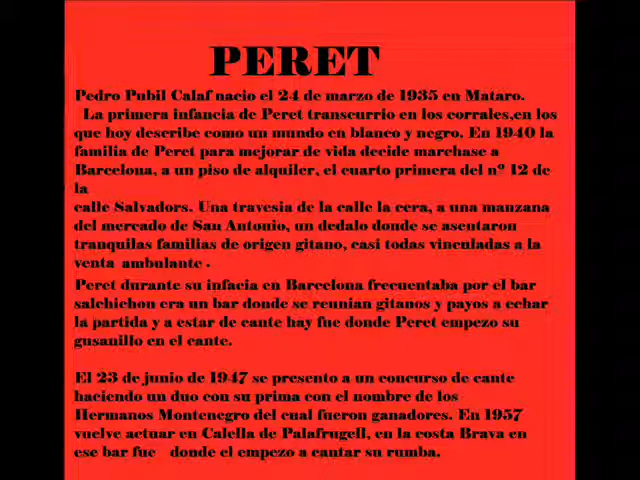 PERET
Pedro Pubil Calaf nacio el 24 de marzo de 1935 en Mataro.
La primera infancia de Peret transcurrio en los corrales,en los
que hoy describe como un mundo en blanco y negro. En 1940 la
familia de Peret para mejorar de vida decide marchase a
Barcelona, a un piso de alquiler, el cuarto primera del nº 12 de
la
calle Salvadors. Una travesia de la calle la cera, a una manzana
del mercado de San Antonio, un dedalo donde se asentaron
tranquilas familias de origen gitano, casi todas vinculadas a la
venta ambulante .
Peret durante su infacia en Barcelona frecuentaba por el bar
salchichon era un bar donde se reunian gitanos y payos a echar
la partida y a estar de cante hay fue donde Peret empezo su
gusanillo en el cante.
El 23 de junio de 1947 se presento a un concurso de cante
haciendo un duo con su prima con el nombre de los
Hermanos Montenegro del cual fueron ganadores. En 1957
vuelve actuar en Calella de Palafrugell, en la costa Brava en
ese bar fue donde el empezo a cantar su rumba.